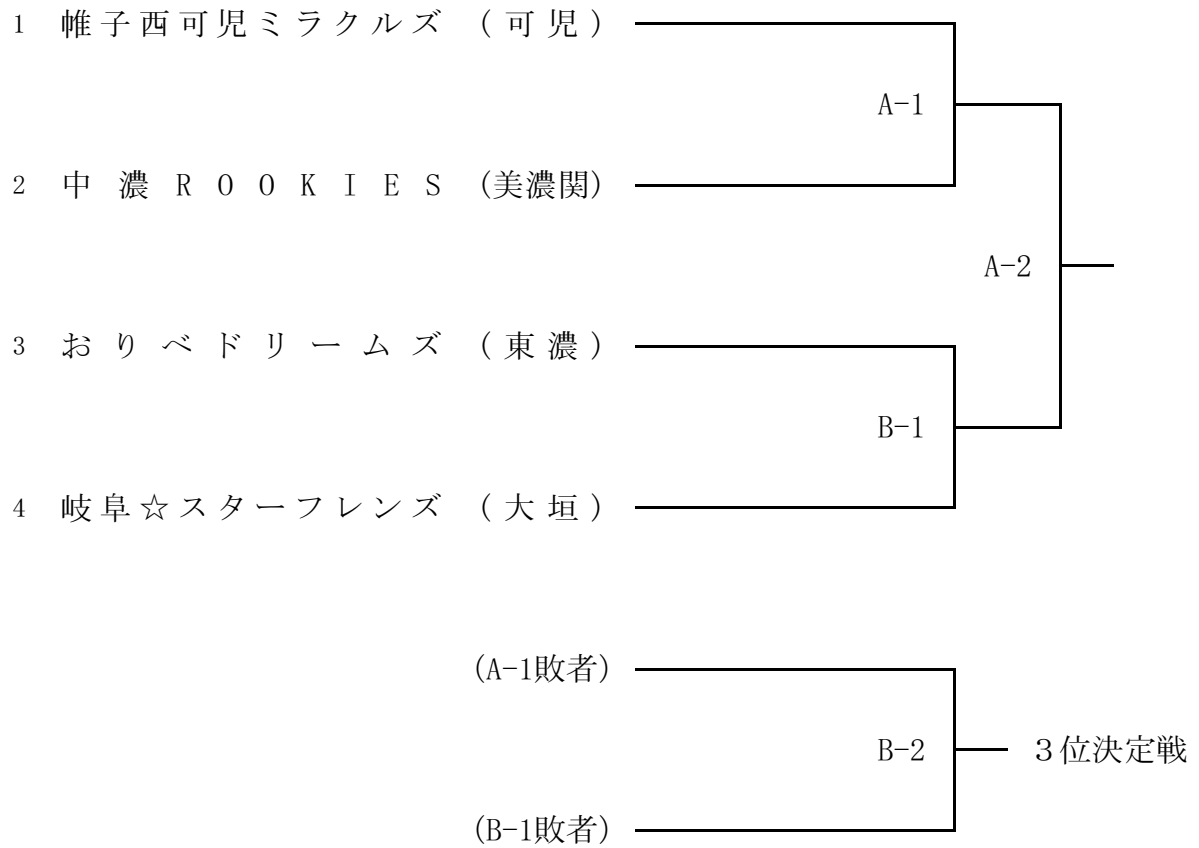 1 帷子西可児ミラクルズ (可児)
A-1
2 中濃ROOKIES (美濃関)
A-2
3 おりべドリームズ (東濃)
B-1
4 岐阜☆スターフレンズ (大垣)
(A-1敗者)
B-2 3位決定戦
(B-1敗者)